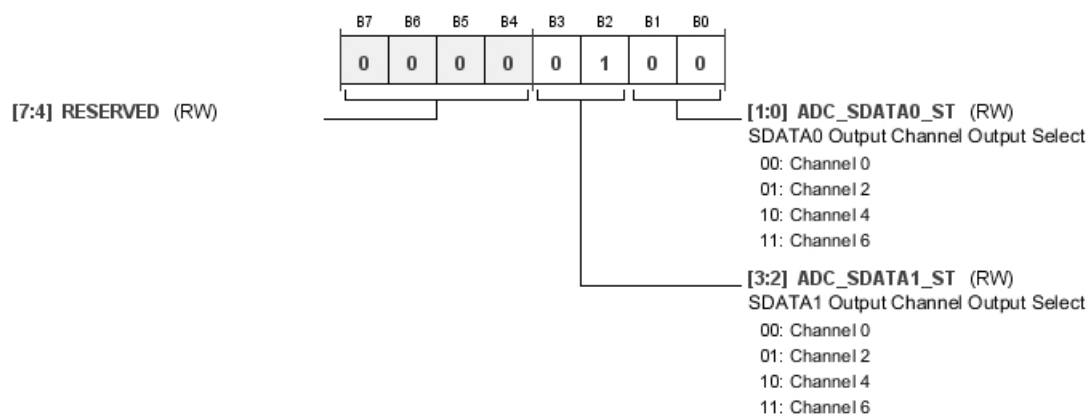 B7 B6 B5 B4 B3 B2 B1 B0
0 0 0 0 0 1 0 0
[7:4] RESERVED (RW)
[1:0] ADC_SDATA0_ST (RW)
SDATA0 Output Channel Output Select
00: Channel 0
01: Channel 2
10: Channel 4
11: Channel 6
[3:2] ADC_SDATA1_ST (RW)
SDATA1 Output Channel Output Select
00: Channel 0
01: Channel 2
10: Channel 4
11: Channel 6